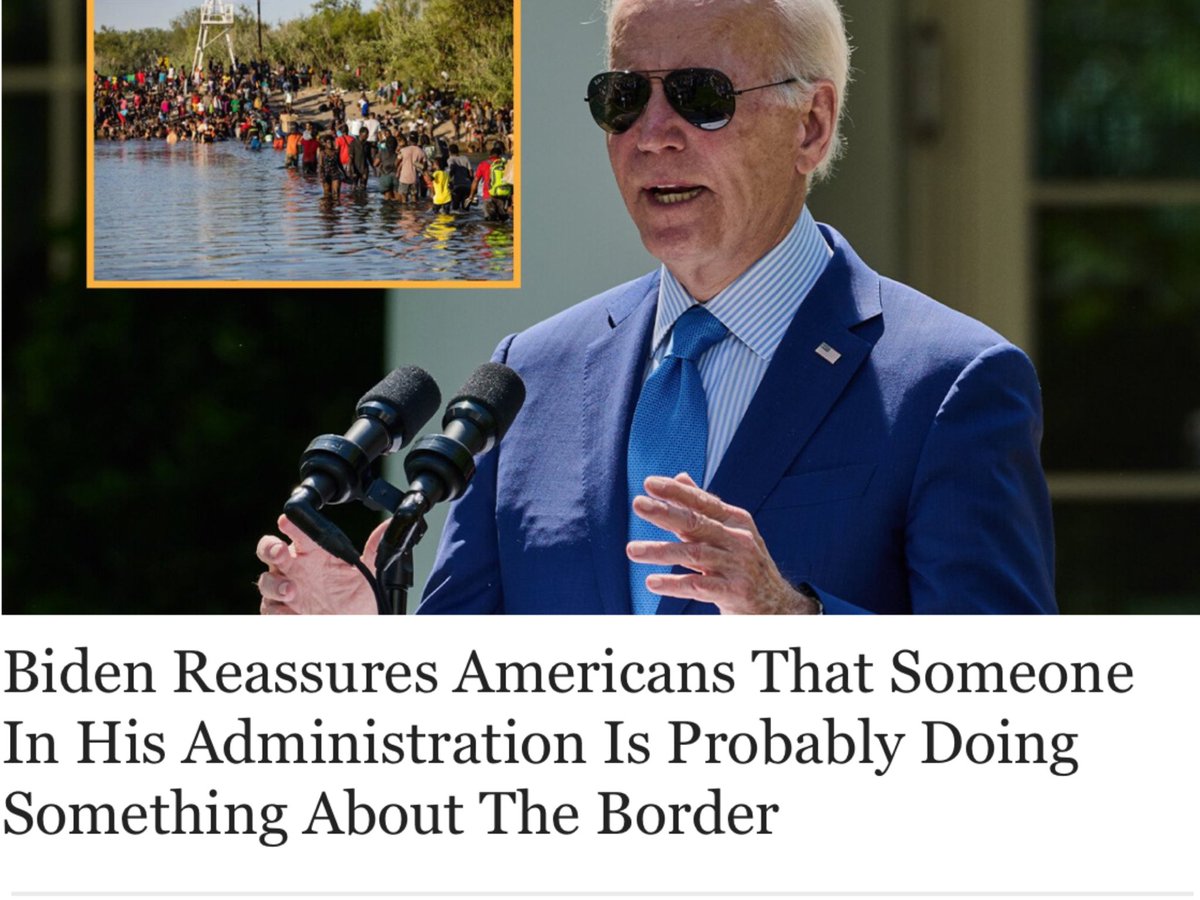 Biden Reassures Americans That Someone
In His Administration Is Probably Doing
Something About The Border